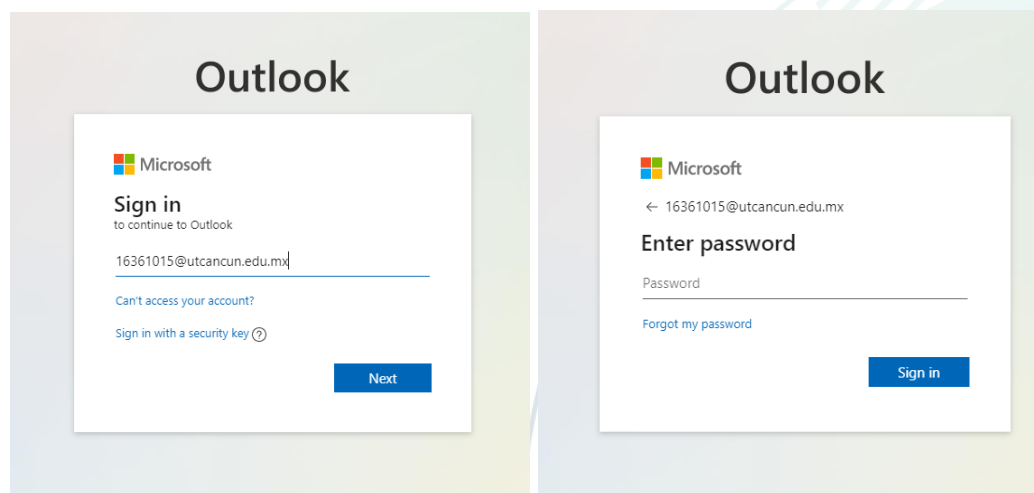 Outlook
Microsoft
Sign in
to continue to Outlook
16361015@utcancun.edu.mx
Can't access your account?
Sign in with a security key
Next
Outlook
Microsoft
← 16361015@utcancun.edu.mx
Enter password
Password
Forgot my password
Sign in